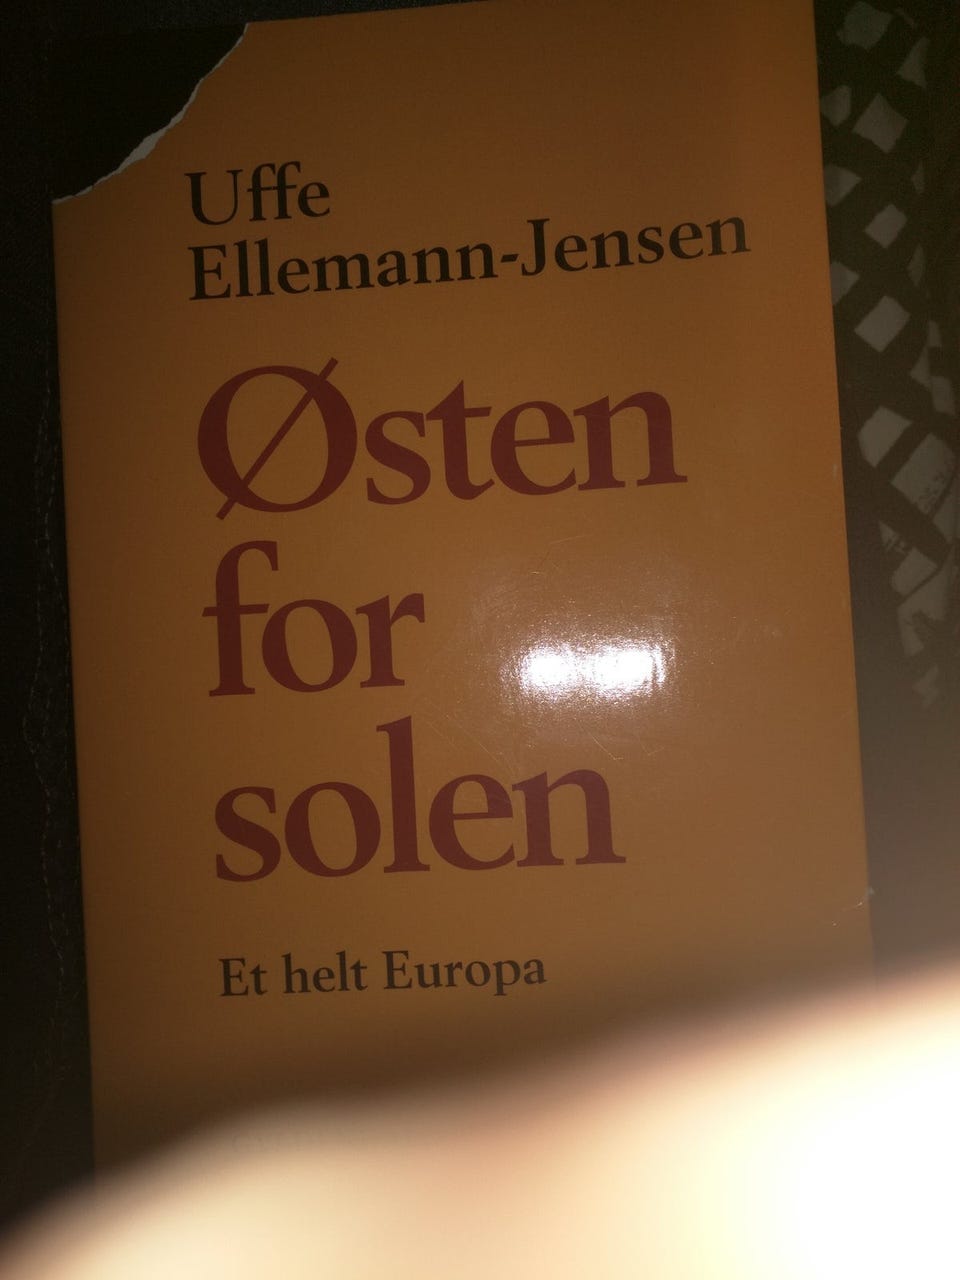 Uffe
Ellemann-Jensen
Østen
for
solen
Et helt Europa